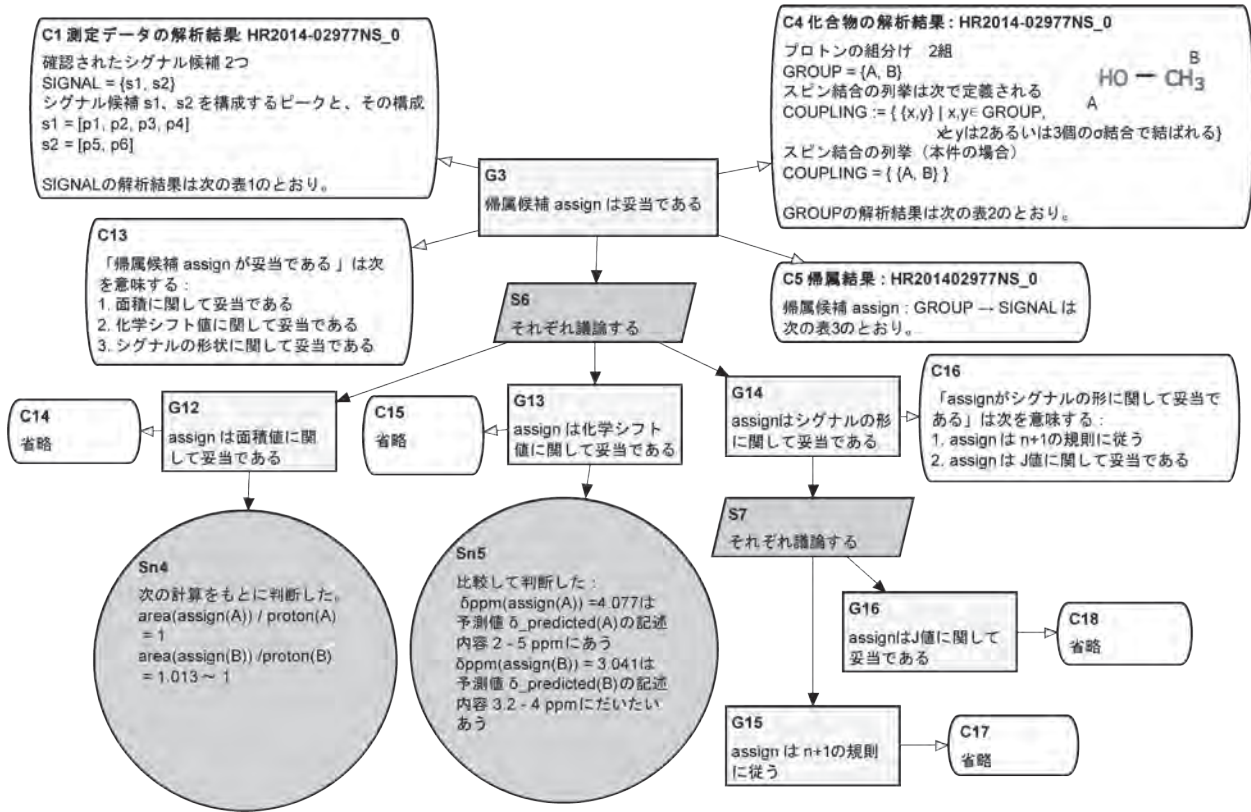 C1 測定データの解析結果: HR2014-02977NS_0
確認されたシグナル候補 2つ
SIGNAL = {s1, s2}
シグナル候補 s1、s2 を構成するピークと、その構成
s1 = [p1, p2, p3, p4]
s2 = [p5, p6]
SIGNALの解析結果は次の表1のとおり。
C4 化合物の解析結果 : HR2014-02977NS_0
プロトンの組分け 2組
GROUP = {A, B}
スピン結合の列挙は次で定義される
COUPLING := { {x,y} | x,y∈ GROUP,
xとyは2あるいは3個のσ結合で結ばれる}
スピン結合の列挙（本件の場合）
COUPLING = { {A, B} }
GROUPの解析結果は次の表2のとおり。
B
HO — CH3
A
G3
帰属候補 assign は妥当である
C13
「帰属候補 assign が妥当である 」は次
を意味する :
1. 面積に関して妥当である
2. 化学シフト値に関して妥当である
3. シグナルの形状に関して妥当である
S6
それぞれ議論する
C5 帰属結果 : HR201402977NS_0
帰属候補 assign : GROUP → SIGNAL は
次の表3のとおり。
C14
省略
G12
assign は面積値に関
して妥当である
C15
省略
G13
assign は化学シフト
値に関して妥当である
G14
assignはシグナルの形
に関して妥当である
C16
「assignがシグナルの形に関して妥当で
ある」は次を意味する :
1. assign は n+1の規則に従う
2. assign は J値に関して妥当である
S7
それぞれ議論する
Sn4
次の計算をもとに判断した。
area(assign(A)) / proton(A)
= 1
area(assign(B)) /proton(B)
= 1.013 ～ 1
Sn5
比較して判断した :
δppm(assign(A)) =4.077は
予測値 δ_predicted(A)の記述
内容 2 - 5 ppmにあう
δppm(assign(B)) = 3.041は
予測値 δ_predicted(B)の記述
内容 3.2 - 4 ppmにだいたい
あう
G16
assignはJ値に関して
妥当である
C18
省略
G15
assign は n+1の規則
に従う
C17
省略